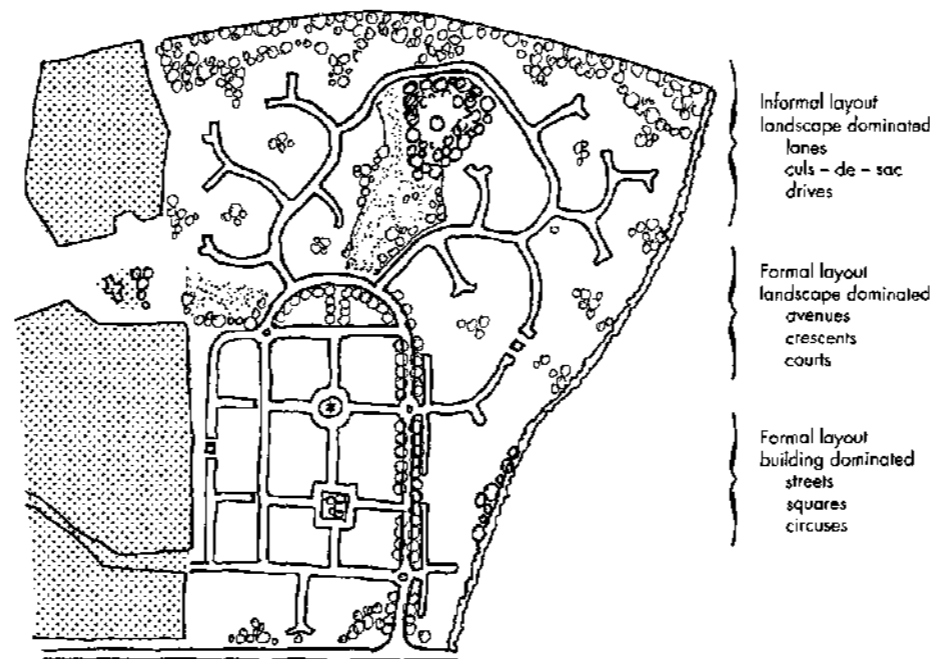 Informal layout
landscape dominated
lanes
culs – de – sac
drives
Formal layout
landscape dominated
avenues
crescents
courts
Formal layout
building dominated
streets
squares
circuses